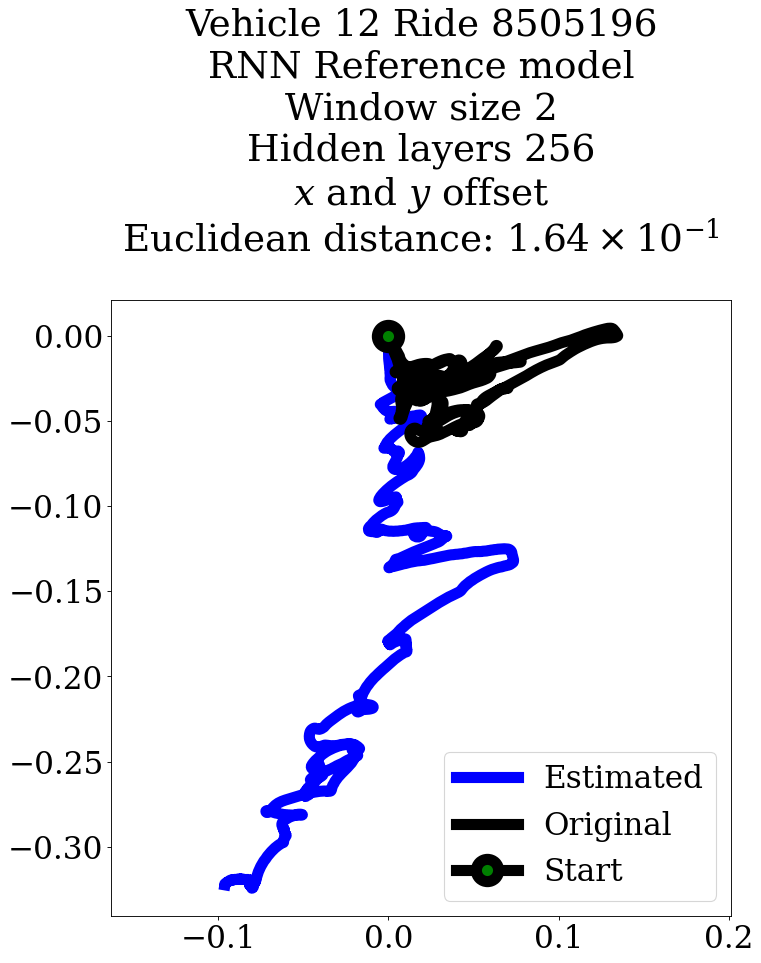 Vehicle 12 Ride 8505196
RNN Reference model
Window size 2
Hidden layers 256
x and y offset
Euclidean distance: 1.64 × 10⁻¹
0.00
−0.05
−0.10
−0.15
−0.20
−0.25
−0.30
Estimated
Original
Start
−0.1
0.0
0.1
0.2